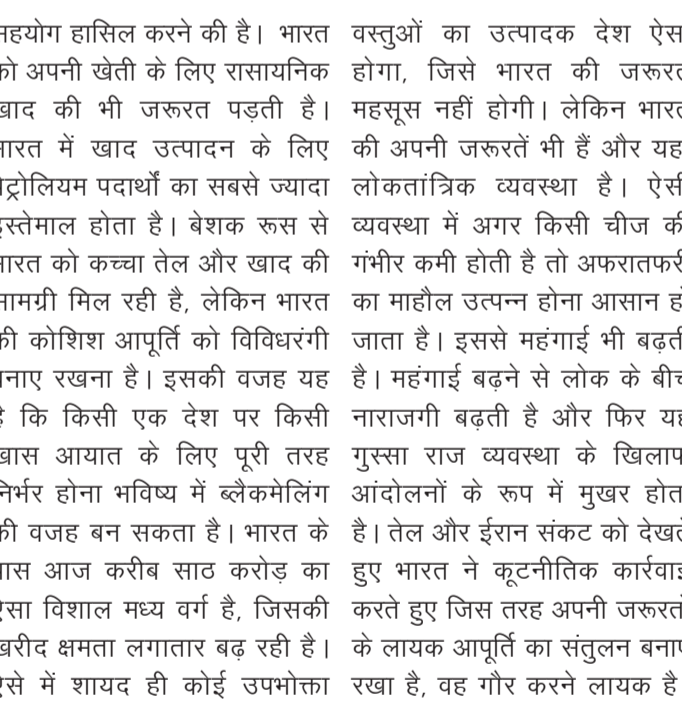 सहयोग हासिल करने की है। भारत
को अपनी खेती के लिए रासायनिक
खाद की भी जरूरत पड़ती है।
भारत में खाद उत्पादन के लिए
पेट्रोलियम पदार्थों का सबसे ज्यादा
इस्तेमाल होता है। बेशक रूस से
भारत को कच्चा तेल और खाद की
सामग्री मिल रही है, लेकिन भारत
की कोशिश आपूर्ति को विविधरंगी
बनाए रखना है। इसकी वजह यह
है कि किसी एक देश पर किसी
खास आयात के लिए पूरी तरह
निर्भर होना भविष्य में ब्लैकमेलिंग
की वजह बन सकता है। भारत के
पास आज करीब साठ करोड़ का
ऐसा विशाल मध्य वर्ग है, जिसकी
खरीद क्षमता लगातार बढ़ रही है।
ऐसे में शायद ही कोई उपभोक्ता
वस्तुओं का उत्पादक देश ऐस
होगा, जिसे भारत की जरूरत
महसूस नहीं होगी। लेकिन भारत
की अपनी जरूरतें भी हैं और यह
लोकतांत्रिक व्यवस्था है। ऐसी
व्यवस्था में अगर किसी चीज की
गंभीर कमी होती है तो अफरातफरी
का माहौल उत्पन्न होना आसान हो
जाता है। इससे महंगाई भी बढ़ती
है। महंगाई बढ़ने से लोक के बीच
नाराजगी बढ़ती है और फिर यह
गुस्सा राज व्यवस्था के खिलाफ
आंदोलनों के रूप में मुखर होत
है। तेल और ईरान संकट को देखते
हुए भारत ने कूटनीतिक कार्रवाई
करते हुए जिस तरह अपनी जरूरतो
के लायक आपूर्ति का संतुलन बनाए
रखा है, वह गौर करने लायक है